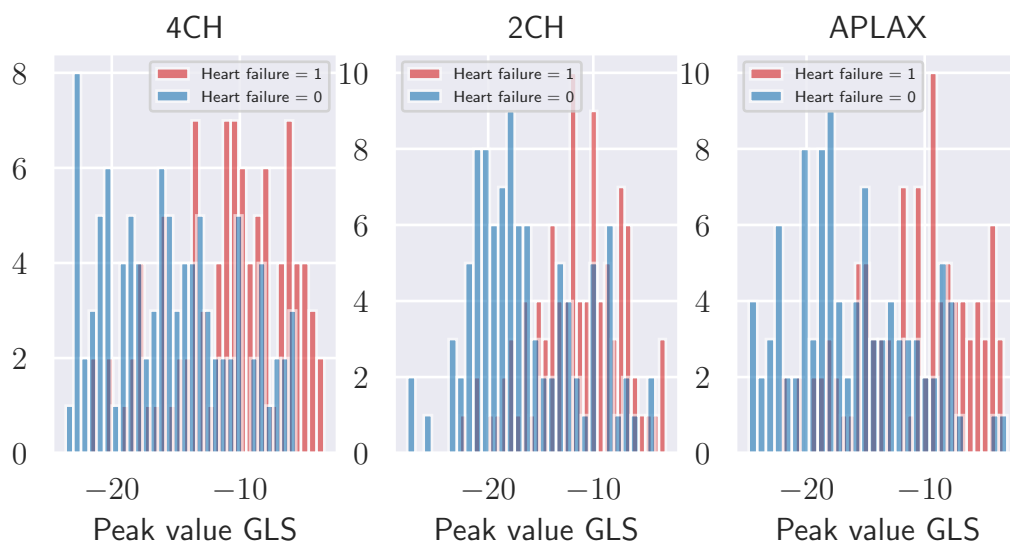 4CH
2CH
APLAX
Heart failure = 1
Heart failure = 0
Heart failure = 1
Heart failure = 0
Heart failure = 1
Heart failure = 0
8
6
4
2
0
10
8
6
4
2
0
10
8
6
4
2
0
−20
−10
−20
−10
−20
−10
Peak value GLS
Peak value GLS
Peak value GLS